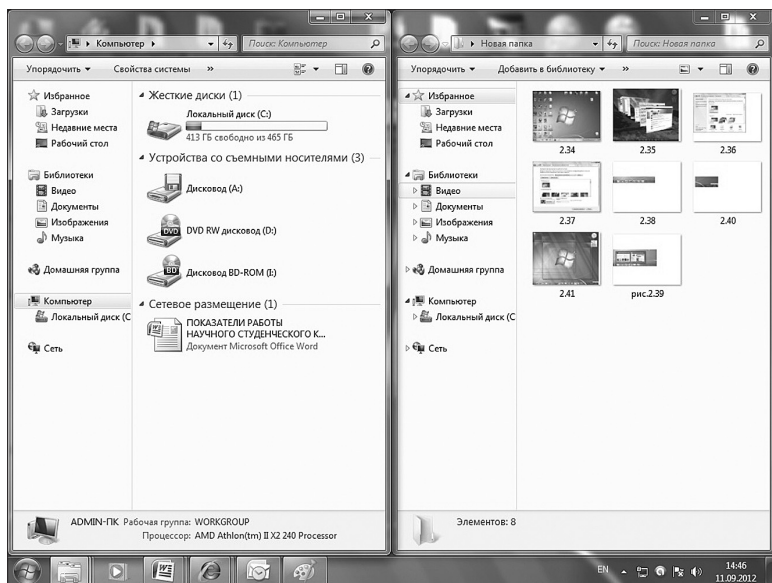 Компьютер
Поиск: Компьютер
Упорядочить
Свойства системы
»
Избранное
Загрузки
Недавние места
Рабочий стол
Библиотеки
Видео
Документы
Изображения
Музыка
Домашняя группа
Компьютер
Локальный диск (C
Сеть
Жесткие диски (1)
Локальный диск (C:)
413 ГБ свободно из 465 ГБ
Устройства со съемными носителями (3)
Дисковод (A:)
DVD RW дисковод (D:)
Дисковод BD-ROM (I:)
Сетевое размещение (1)
ПОКАЗАТЕЛИ РАБОТЫ
НАУЧНОГО СТУДЕНЧЕСКОГО К...
Документ Microsoft Office Word
ADMIN-ПК Рабочая группа: WORKGROUP
Процессор: AMD Athlon(tm) II X2 240 Processor
Новая папка
Поиск: Новая папка
Упорядочить
Добавить в библиотеку
»
Избранное
Загрузки
Недавние места
Рабочий стол
Библиотеки
Видео
Документы
Изображения
Музыка
Домашняя группа
Компьютер
Локальный диск (C
Сеть
2.34
2.35
2.36
2.37
2.38
2.40
2.41
рис.2.39
Элементов: 8
EN
14:46
11.09.2012